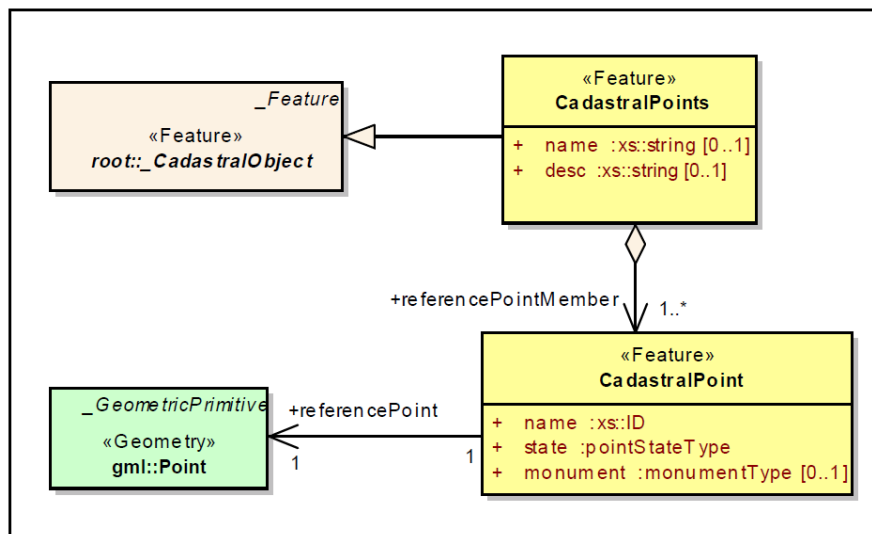 _Feature
«Feature»
root::_CadastralObject
«Feature»
CadastralPoints
+ name :xs::string [0..1]
+ desc :xs::string [0..1]
+referencePointMember
1..*
«Feature»
CadastralPoint
+ name :xs::ID
+ state :pointStateType
+ monument :monumentType [0..1]
+referencePoint
1
1
_GeometricPrimitive
«Geometry»
gml::Point